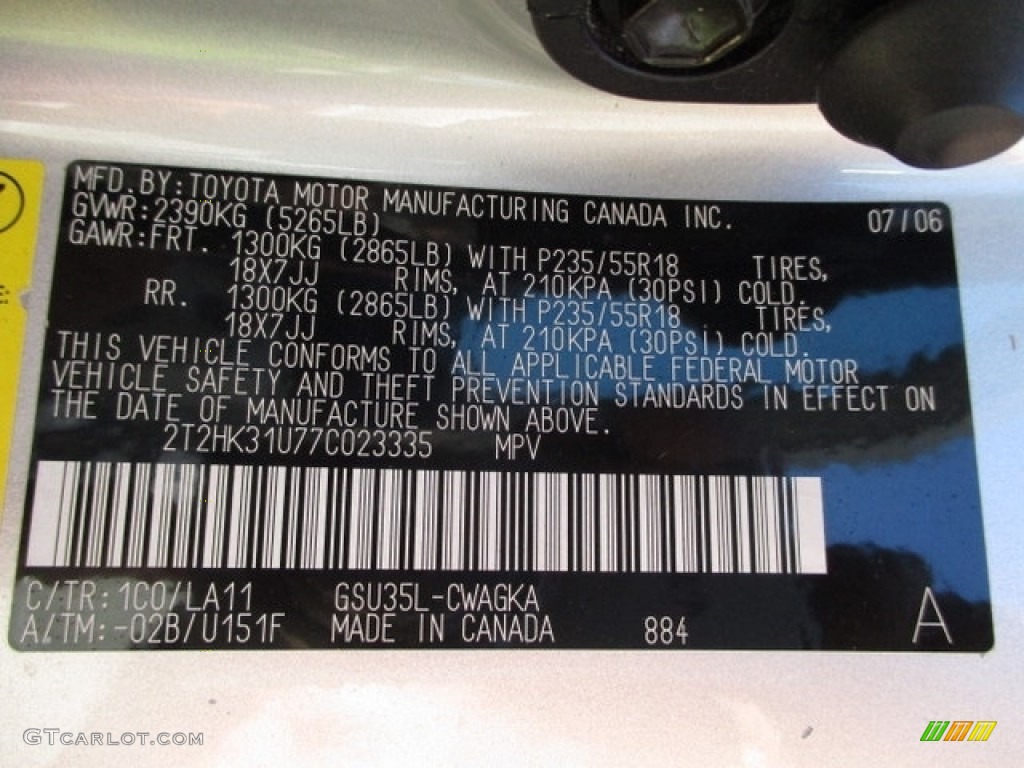 MFD.BY:TOYOTA MOTOR MANUFACTURING CANADA INC. 07/06
GVWR:2390KG (5265LB)
GAWR:FRT. 1300KG (2865LB) WITH P235/55R18 TIRES,
18X7JJ RIMS, AT 210KPA (30PSI) COLD.
RR. 1300KG (2865LB) WITH P235/55R18 TIRES,
18X7JJ RIMS, AT 210KPA (30PSI) COLD.
THIS VEHICLE CONFORMS TO ALL APPLICABLE FEDERAL MOTOR
VEHICLE SAFETY AND THEFT PREVENTION STANDARDS IN EFFECT ON
THE DATE OF MANUFACTURE SHOWN ABOVE.
2T2HK31U77C023335 MPV
C/TR:1C0/LA11 GSU35L-CWAGKA
A/TM:-02B/U151F MADE IN CANADA 884 A
GTCARLOT.COM